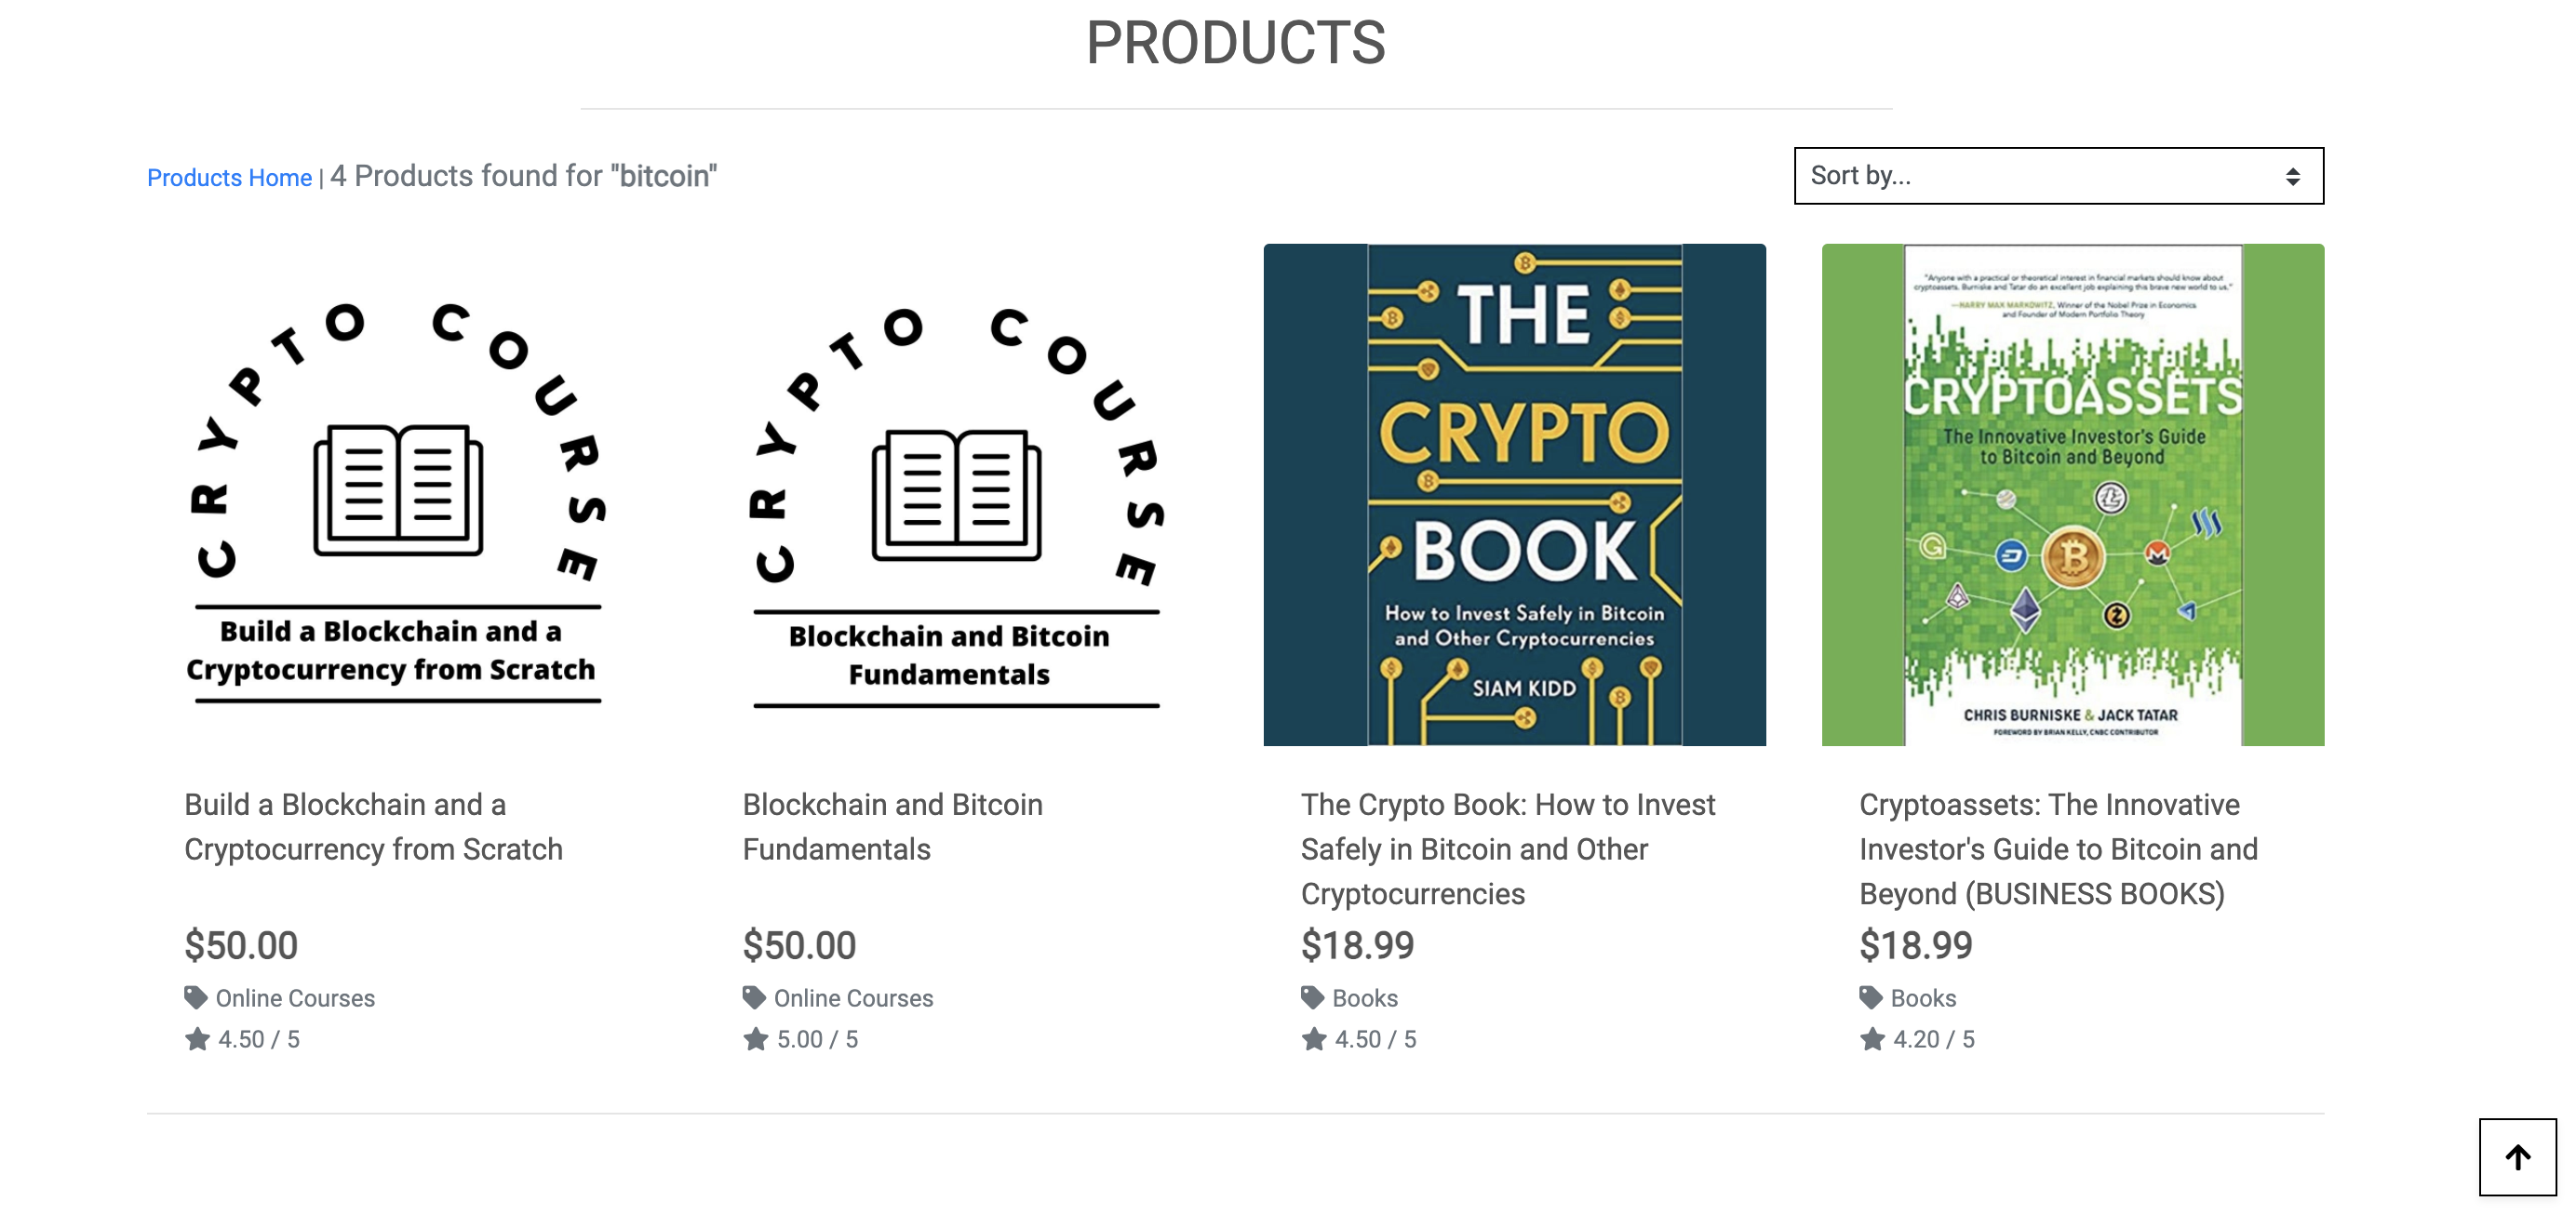 PRODUCTS
Products Home | 4 Products found for "bitcoin"
Sort by...
CRYPTO COURSE
Build a Blockchain and a
Cryptocurrency from Scratch
CRYPTO COURSE
Blockchain and Bitcoin
Fundamentals
THE
CRYPTO
BOOK
How to Invest Safely in Bitcoin
and Other Cryptocurrencies
SIAM KIDD
"Anyone with a practical or theoretical interest in financial markets should know about
cryptoassets. Burniske and Tatar do an excellent job explaining this brave new world to us."
—HARRY MAX MARKOWITZ, Winner of the Nobel Prize in Economics
and Founder of Modern Portfolio Theory
CRYPTOASSETS
The Innovative Investor's Guide
to Bitcoin and Beyond
CHRIS BURNISKE & JACK TATAR
FOREWORD BY BRIAN KELLY, CNBC CONTRIBUTOR
Build a Blockchain and a
Cryptocurrency from Scratch
$50.00
Online Courses
4.50 / 5
Blockchain and Bitcoin
Fundamentals
$50.00
Online Courses
5.00 / 5
The Crypto Book: How to Invest
Safely in Bitcoin and Other
Cryptocurrencies
$18.99
Books
4.50 / 5
Cryptoassets: The Innovative
Investor's Guide to Bitcoin and
Beyond (BUSINESS BOOKS)
$18.99
Books
4.20 / 5